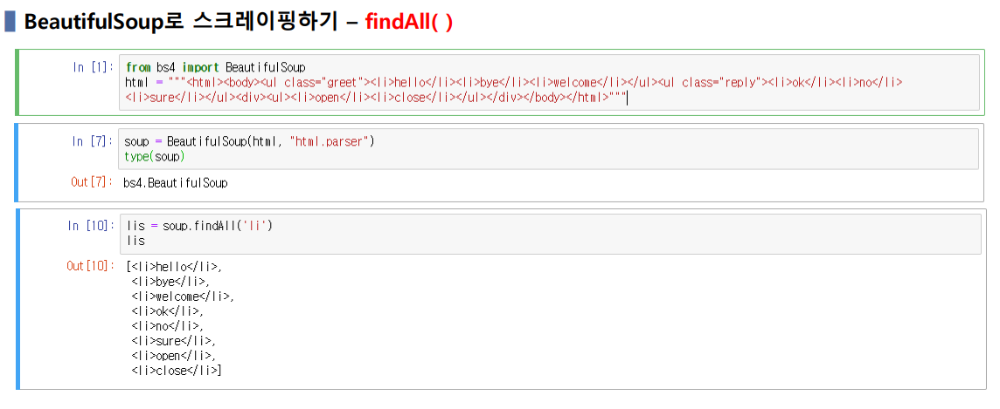 BeautifulSoup로 스크레이핑하기 – findAll( )
In [1]: from bs4 import BeautifulSoup
html = """<html><body><ul class="greet"><li>hello</li><li>bye</li><li>welcome</li></ul><ul class="reply"><li>ok</li><li>no</li>
<li>sure</li></ul><div><ul><li>open</li><li>close</li></ul></div></body></html>"""
In [7]: soup = BeautifulSoup(html, "html.parser")
type(soup)
Out[7]: bs4.BeautifulSoup
In [10]: lis = soup.findAll('li')
lis
Out[10]: [<li>hello</li>,
<li>bye</li>,
<li>welcome</li>,
<li>ok</li>,
<li>no</li>,
<li>sure</li>,
<li>open</li>,
<li>close</li>]